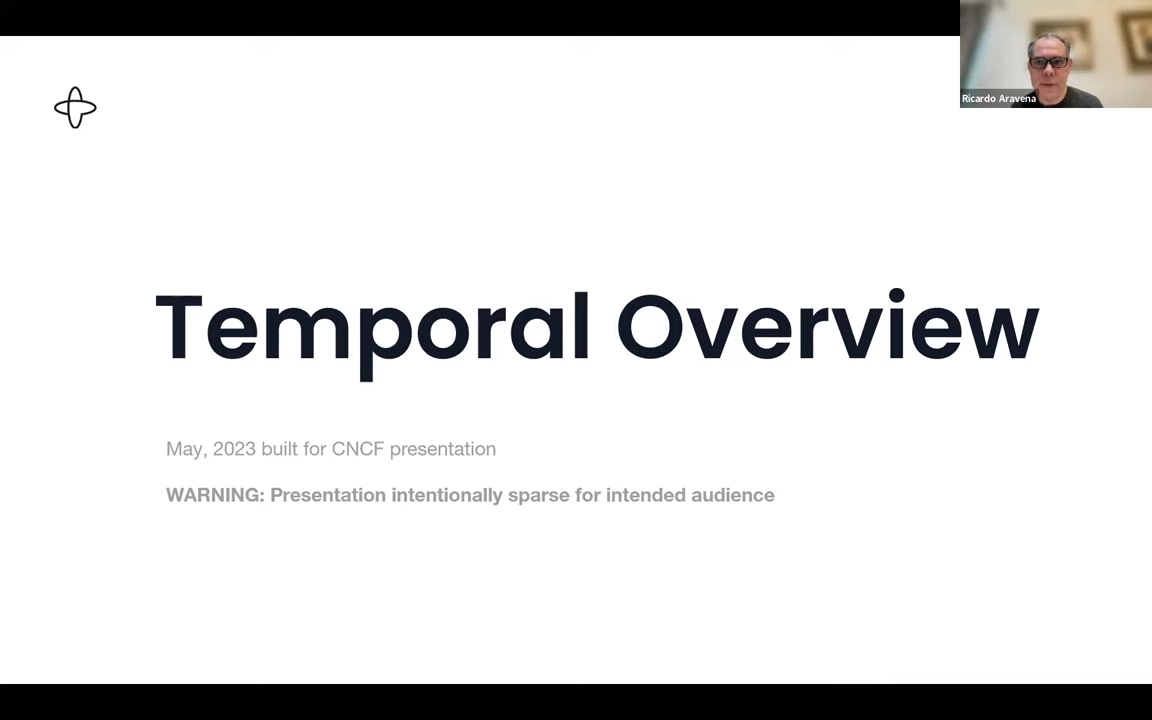 Ricardo Aravena
Temporal Overview
May, 2023 built for CNCF presentation
WARNING: Presentation intentionally sparse for intended audience